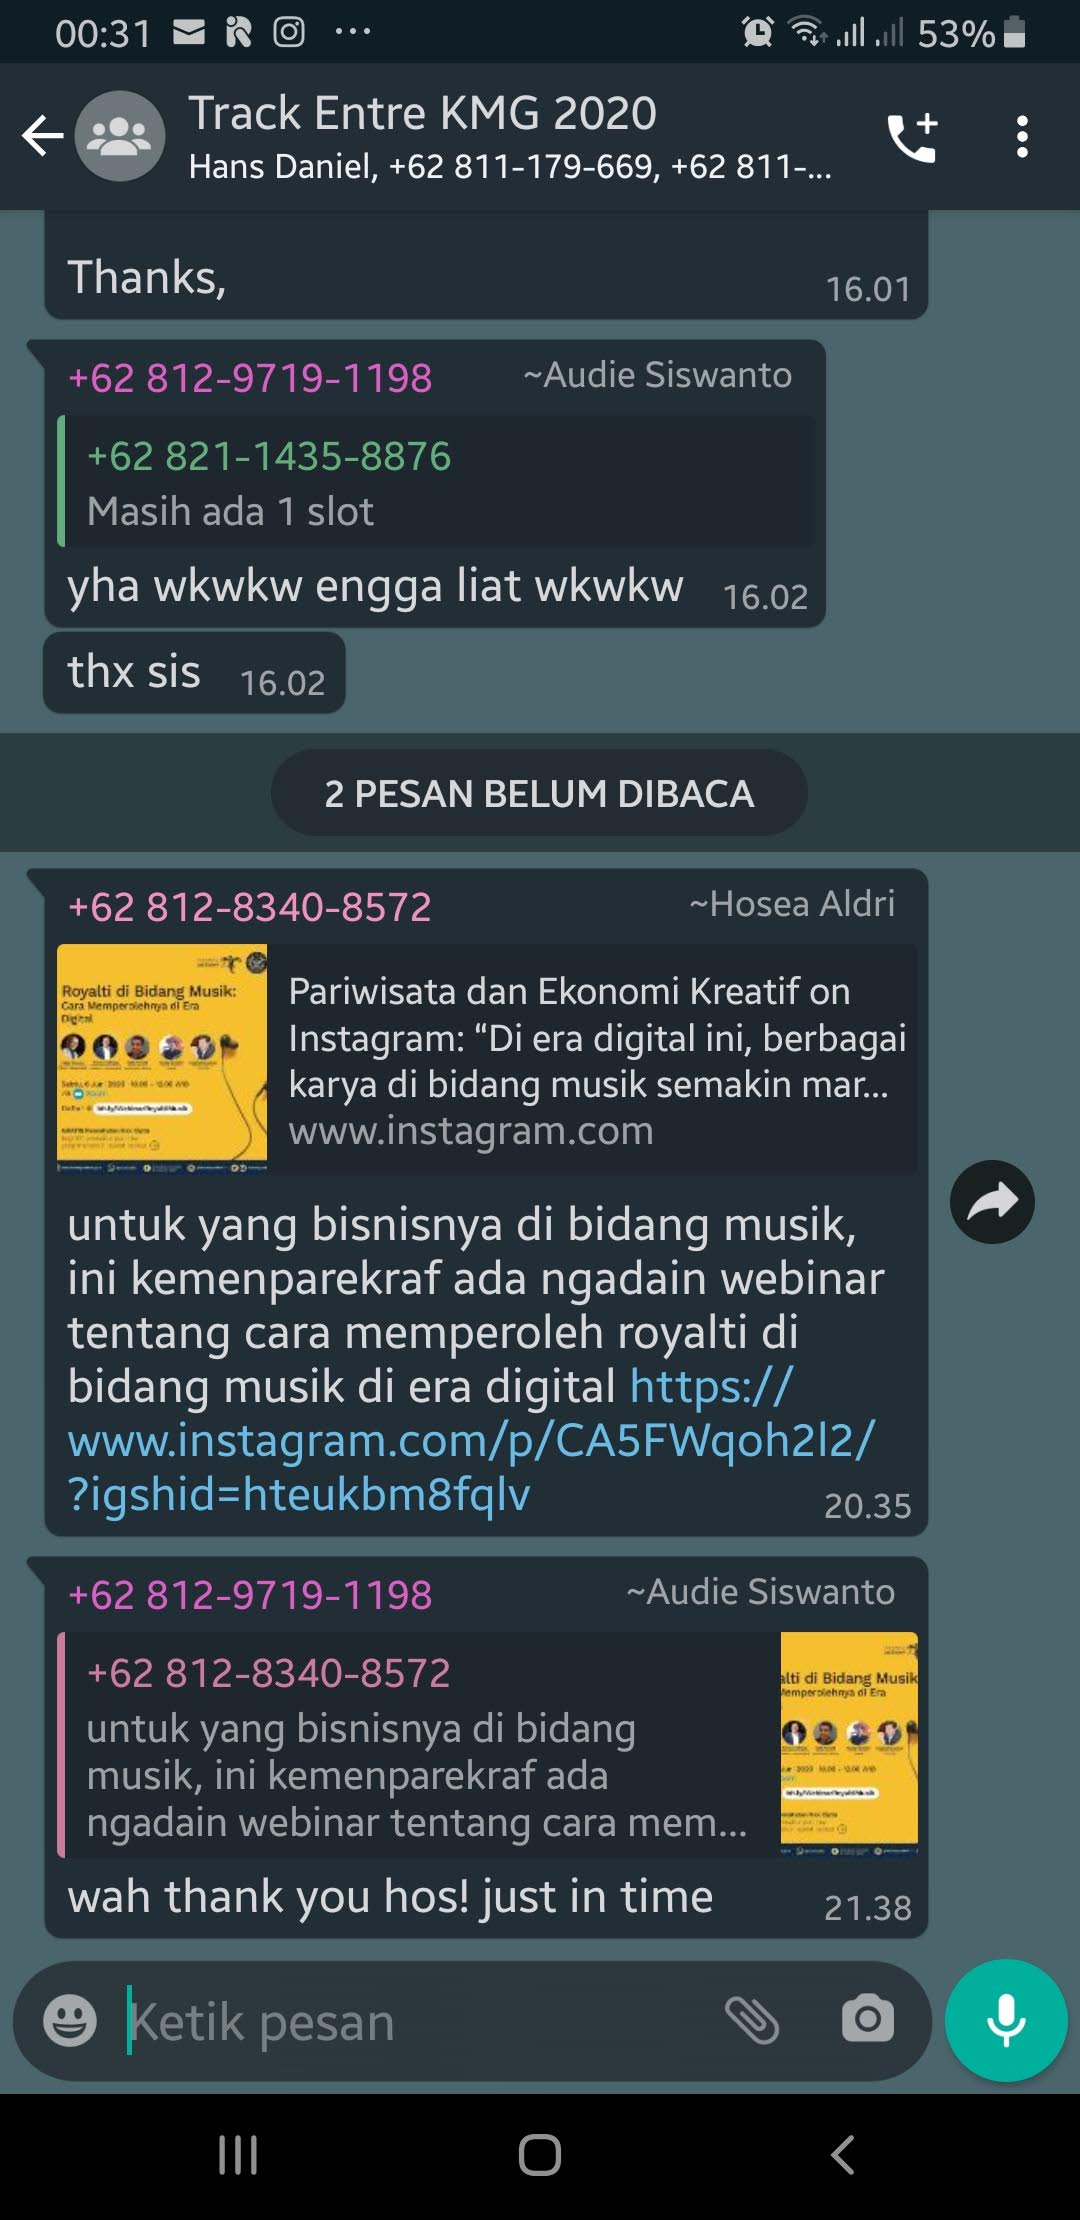 00:31 53%
Track Entre KMG 2020
Hans Daniel, +62 811-179-669, +62 811-...
Thanks,
16.01
+62 812-9719-1198 ~Audie Siswanto
+62 821-1435-8876
Masih ada 1 slot
yha wkwkw engga liat wkwkw 16.02
thx sis 16.02
2 PESAN BELUM DIBACA
+62 812-8340-8572 ~Hosea Aldri
Royalti di Bidang Musik:
Cara Memperolehnya di Era
Digital
Pariwisata dan Ekonomi Kreatif on
Instagram: “Di era digital ini, berbagai
karya di bidang musik semakin mar...
www.instagram.com
untuk yang bisnisnya di bidang musik,
ini kemenparekraf ada ngadain webinar
tentang cara memperoleh royalti di
bidang musik di era digital https://
www.instagram.com/p/CA5FWqoh2l2/
?igshid=hteukbm8fqlv 20.35
+62 812-9719-1198 ~Audie Siswanto
+62 812-8340-8572
untuk yang bisnisnya di bidang
musik, ini kemenparekraf ada
ngadain webinar tentang cara mem...
alti di Bidang Musik
Memperolehnya di Era
wah thank you hos! just in time 21.38
Ketik pesan